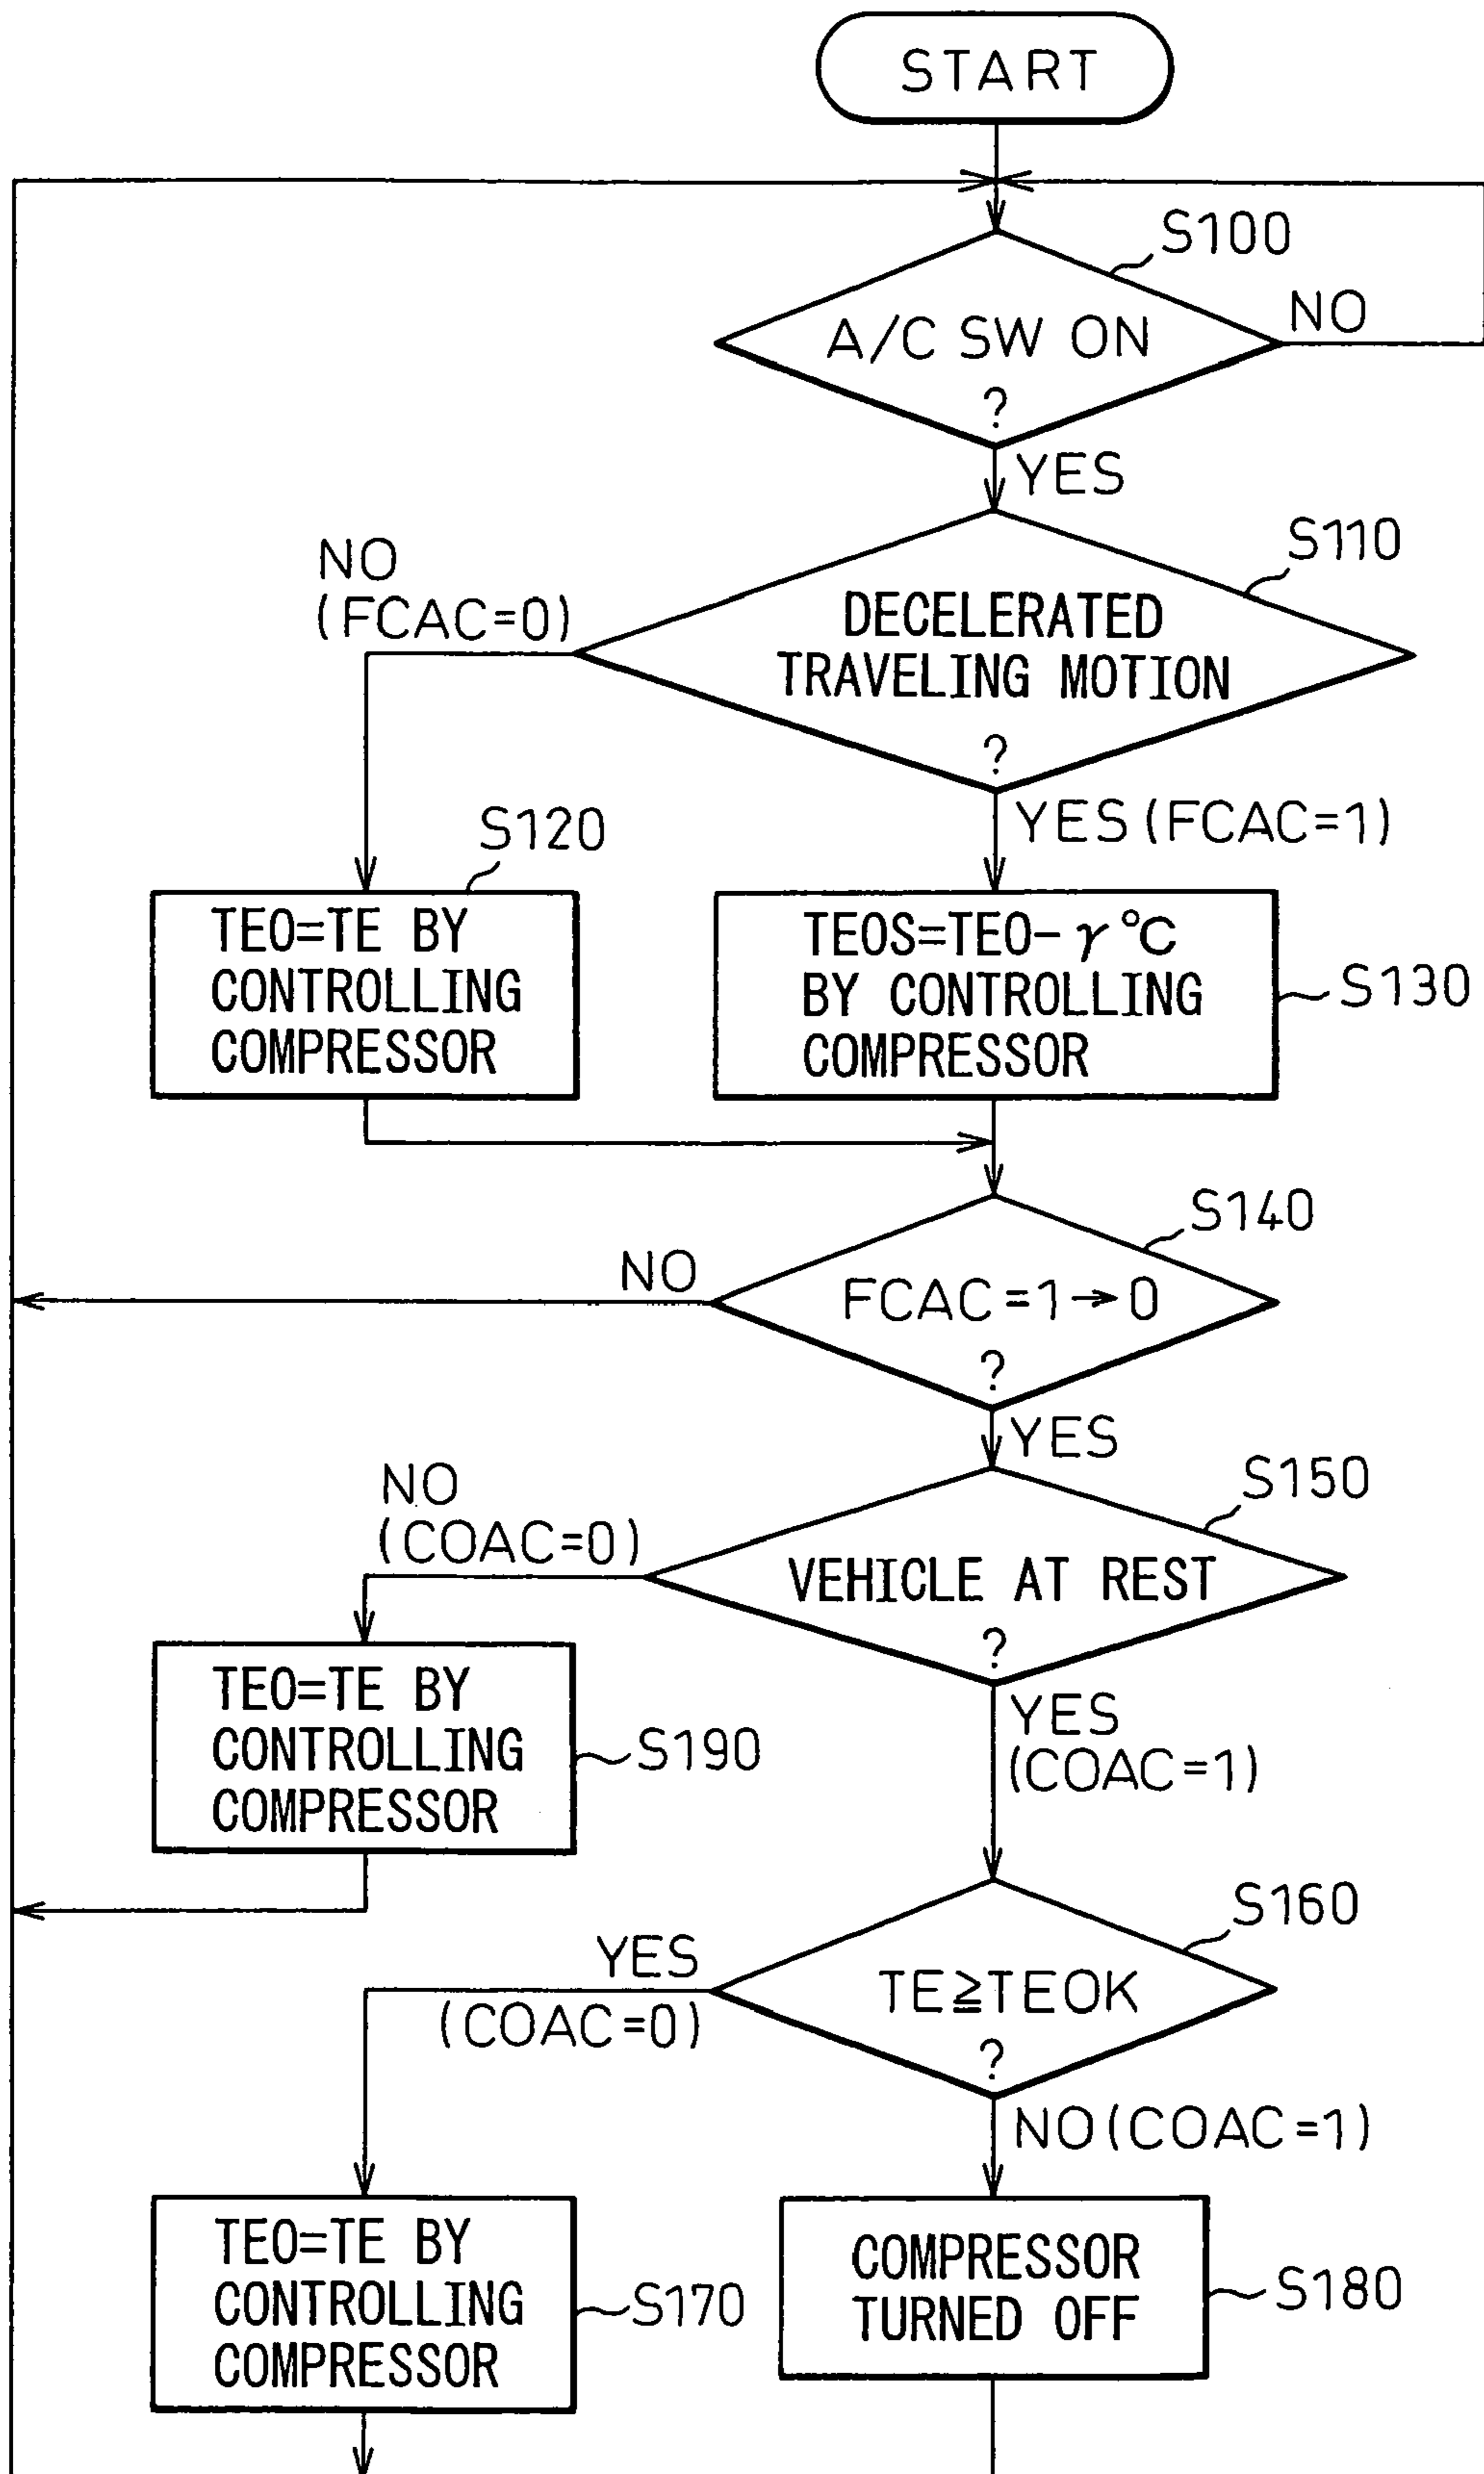 START
S100
A/C SW ON
?
NO
YES
S110
NO
(FCAC=0)
DECELERATED
TRAVELING MOTION
?
YES (FCAC=1)
S120
TEO=TE BY
CONTROLLING
COMPRESSOR
TEOS=TEO-γ°C
BY CONTROLLING
COMPRESSOR
S130
S140
NO
FCAC=1→0
?
YES
S150
NO
(COAC=0)
VEHICLE AT REST
?
TEO=TE BY
CONTROLLING
COMPRESSOR
S190
YES
(COAC=1)
S160
YES
(COAC=0)
TE≧TEOK
?
NO (COAC=1)
TEO=TE BY
CONTROLLING
COMPRESSOR
S170
COMPRESSOR
TURNED OFF
S180